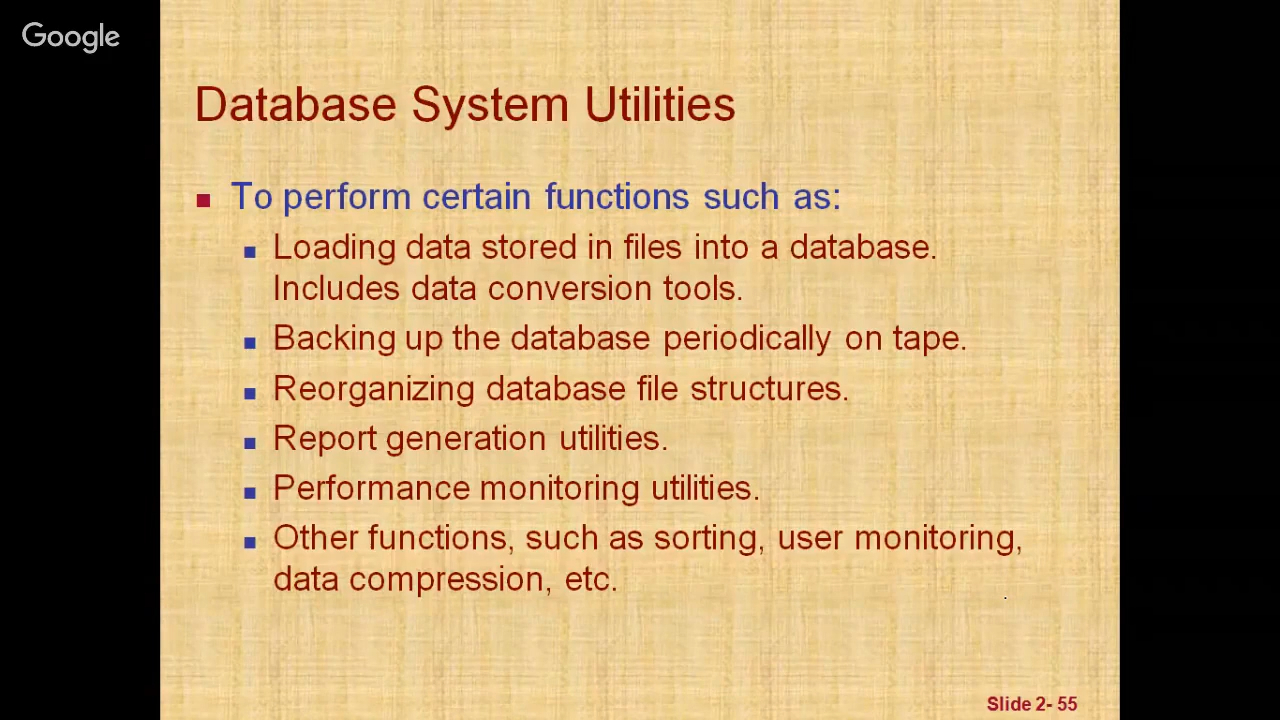 Google
Database System Utilities
To perform certain functions such as:
Loading data stored in files into a database.
Includes data conversion tools.
Backing up the database periodically on tape.
Reorganizing database file structures.
Report generation utilities.
Performance monitoring utilities.
Other functions, such as sorting, user monitoring,
data compression, etc.
Slide 2- 55